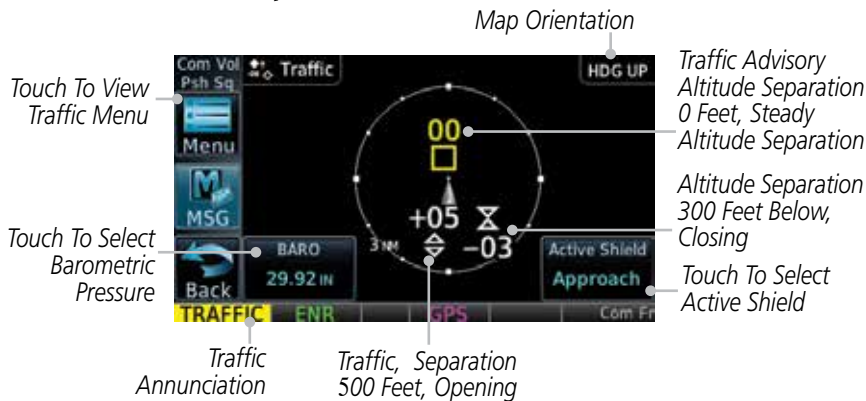 Map Orientation
Com Vol
Psh Sq
Traffic
HDG UP
Touch To View
Traffic Menu
Menu
00
Traffic Advisory
Altitude Separation
0 Feet, Steady
Altitude Separation
MSG
+05
-03
3 NM
Altitude Separation
300 Feet Below,
Closing
Touch To Select
Barometric
Pressure
BARO
29.92 IN
Back
Active Shield
Approach
Touch To Select
Active Shield
TRAFFIC
ENR
GPS
Com Fr
Traffic
Annunciation
Traffic, Separation
500 Feet, Opening